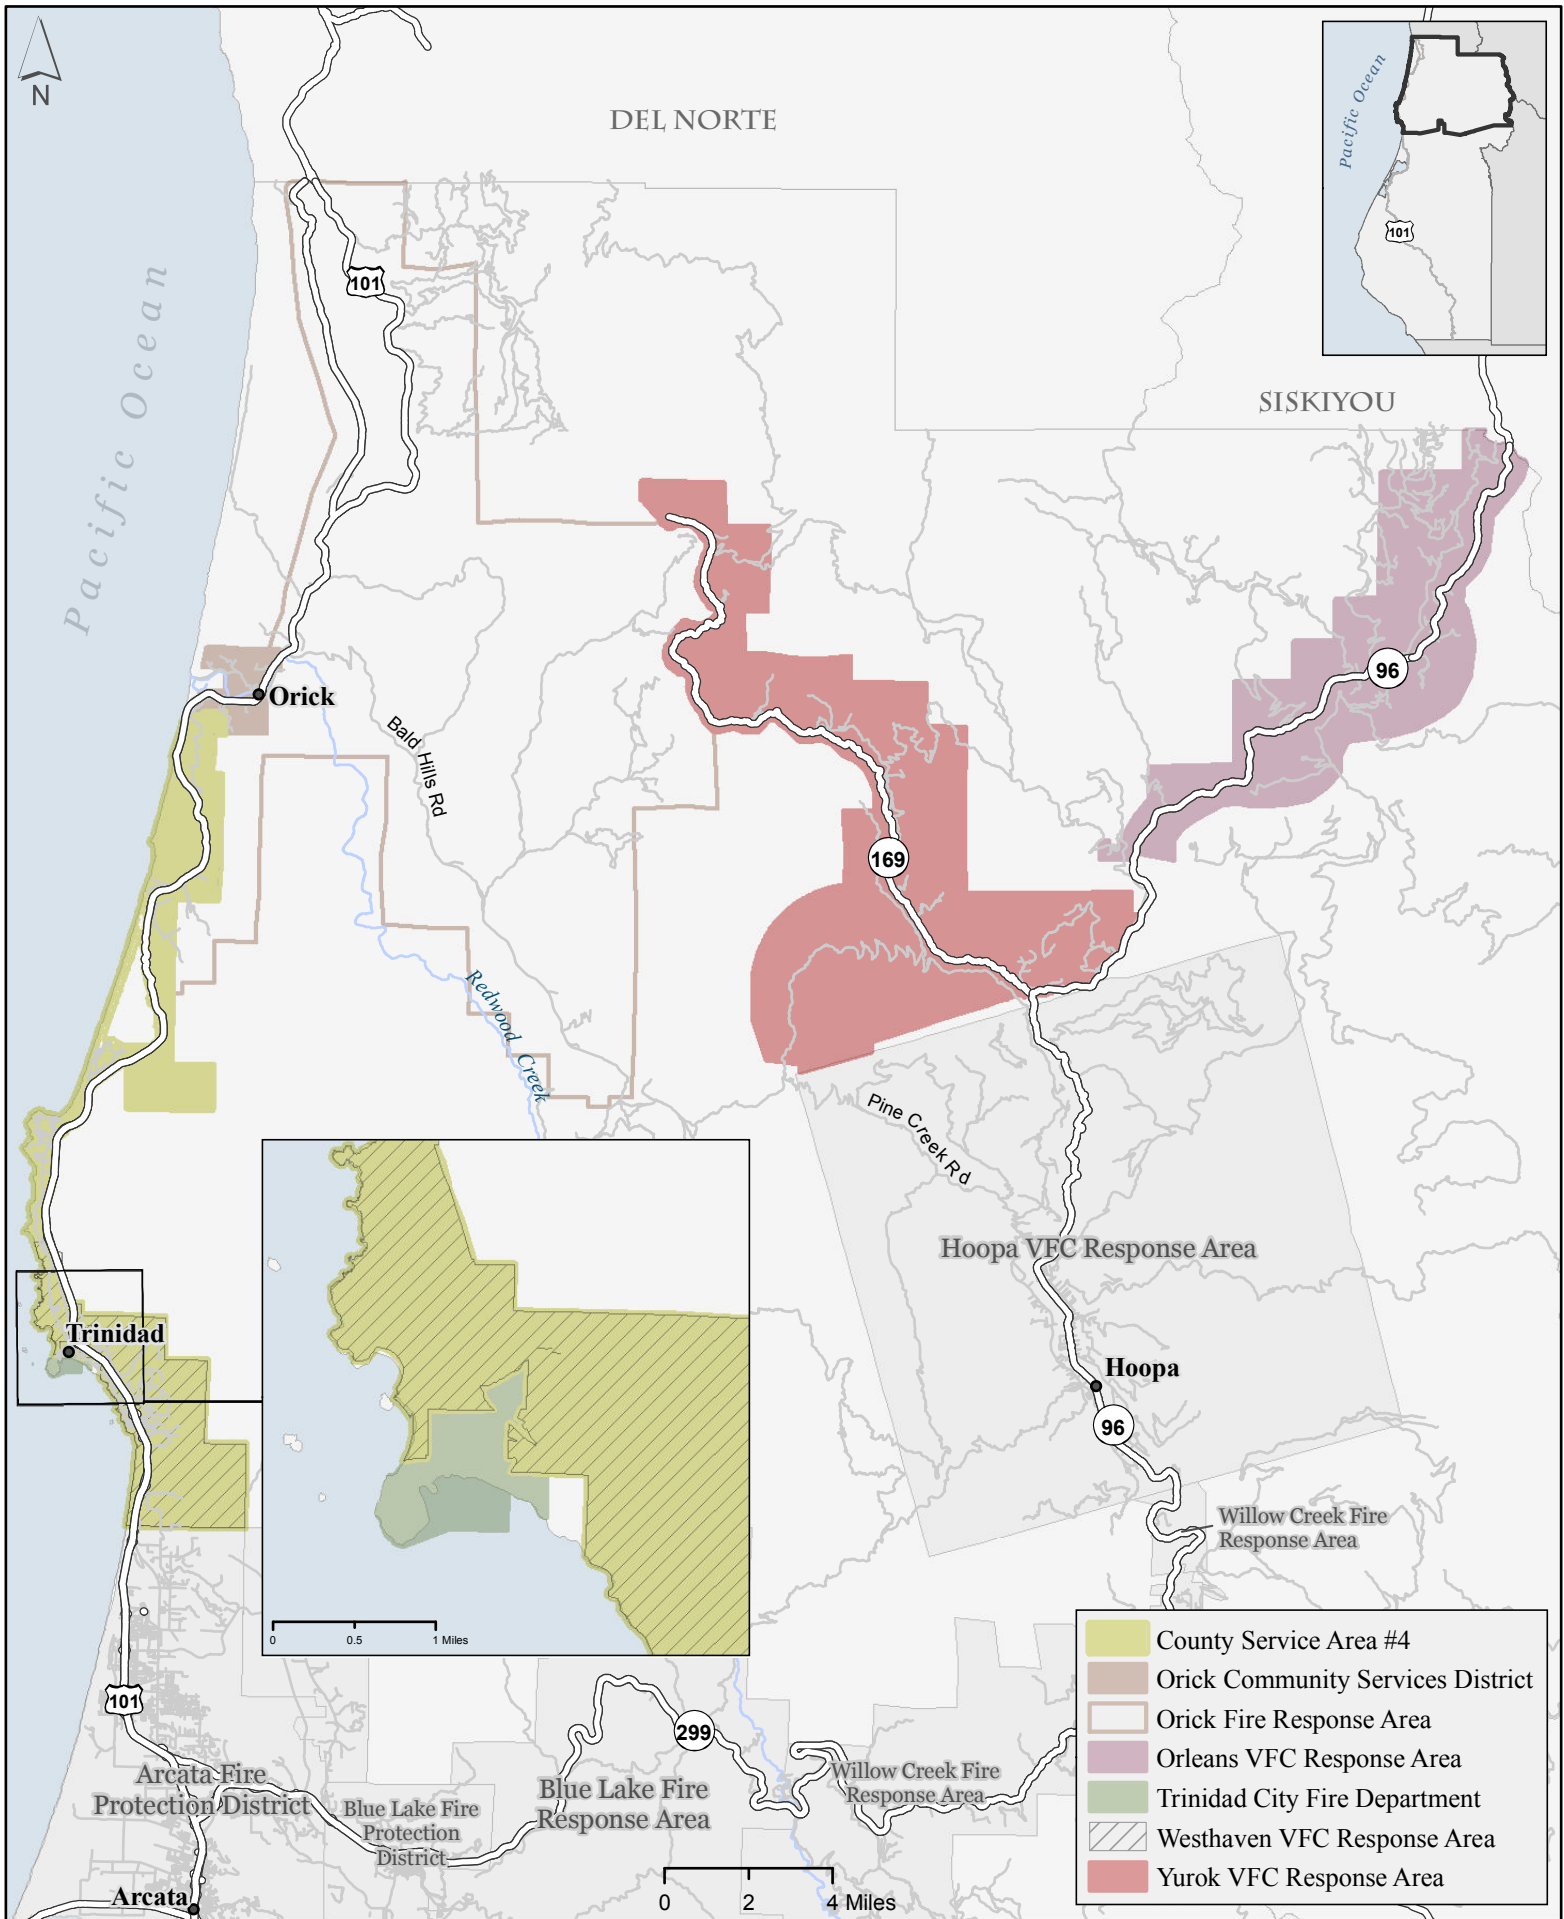 N
DEL NORTE
Pacific Ocean
101
101
SISKIYOU
Pacific Ocean
96
Orick
Bald Hills Rd
169
Redwood Creek
Pine Creek Rd
Hoopa VFC Response Area
Trinidad
Hoopa
96
Willow Creek Fire
Response Area
0 0.5 1 Miles
101
299
Arcata Fire
Protection District
Blue Lake Fire
Protection
District
Blue Lake Fire
Response Area
Willow Creek Fire
Response Area
Arcata
0 2 4 Miles
County Service Area #4
Orick Community Services District
Orick Fire Response Area
Orleans VFC Response Area
Trinidad City Fire Department
Westhaven VFC Response Area
Yurok VFC Response Area